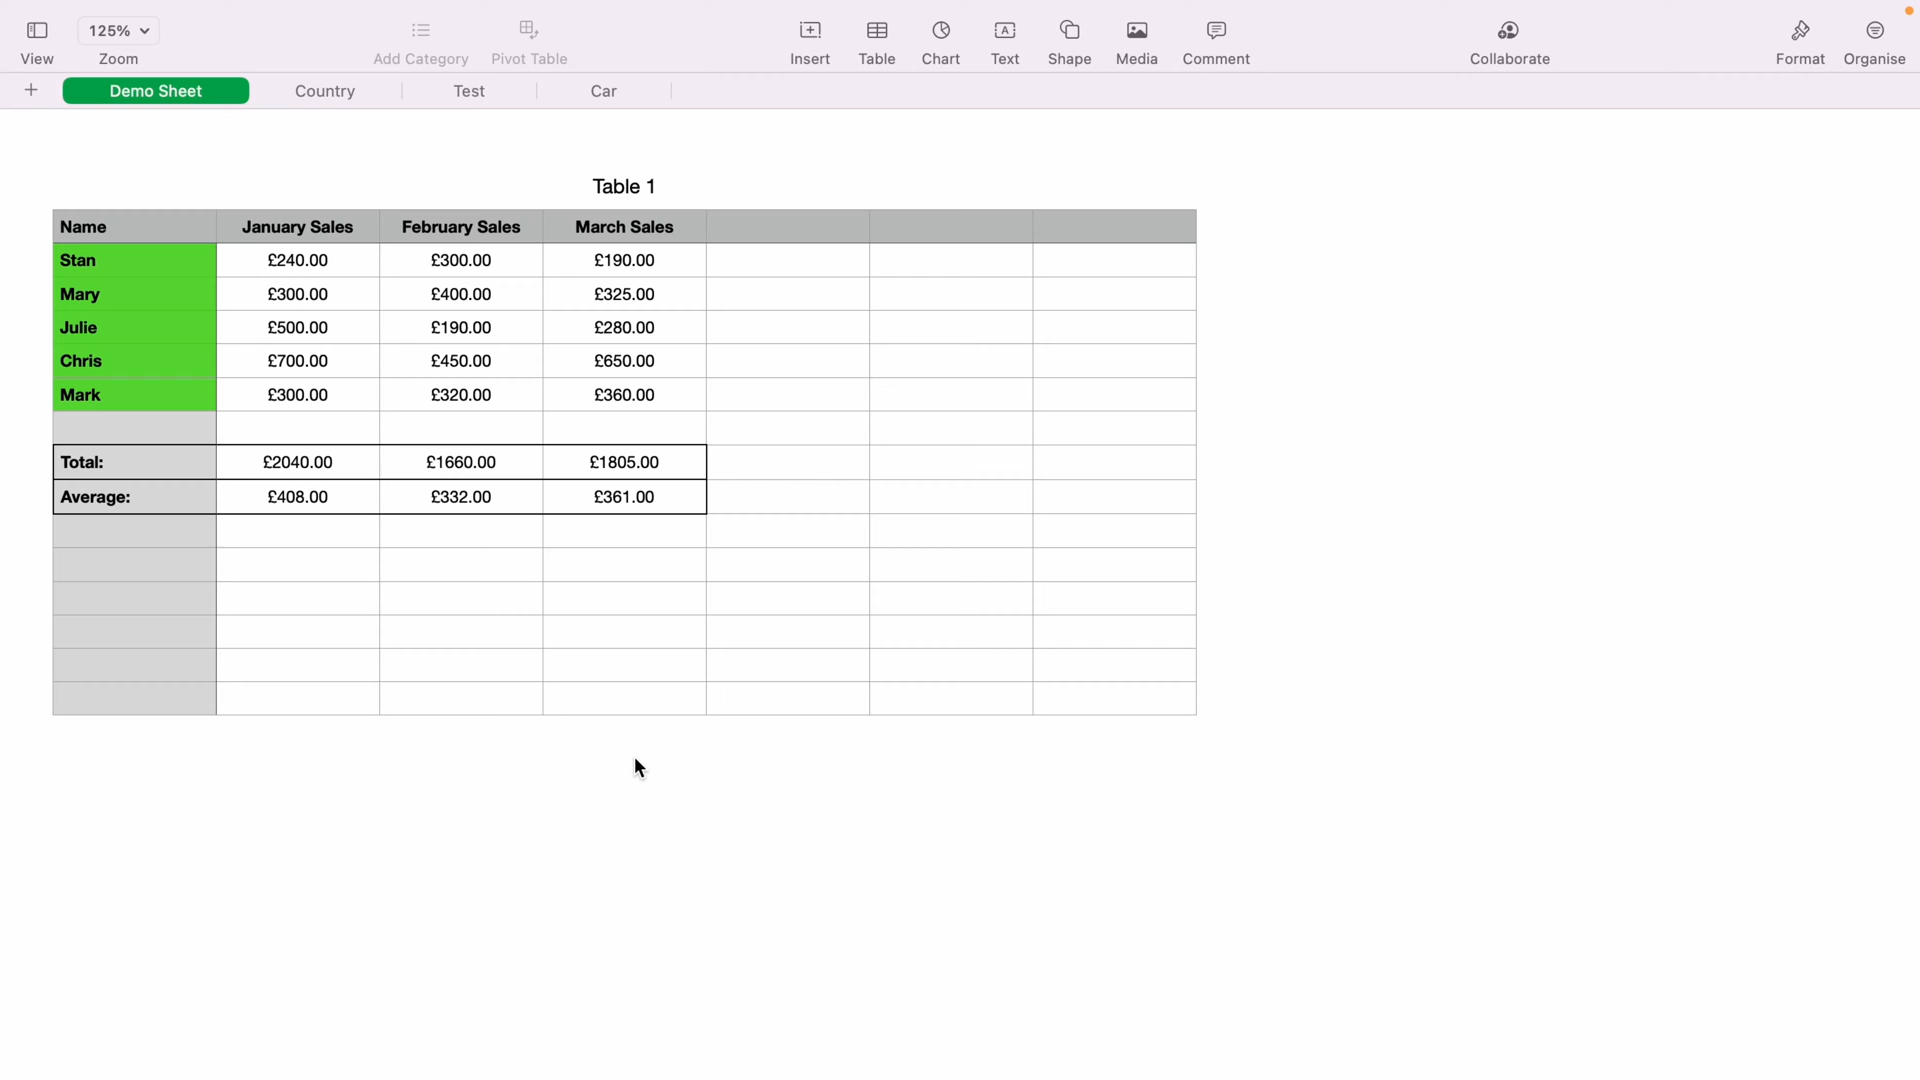 125%
View Zoom Add Category Pivot Table Insert Table Chart Text Shape Media Comment Collaborate Format Organise
+ Demo Sheet Country Test Car
Table 1
Name January Sales February Sales March Sales
Stan £240.00 £300.00 £190.00
Mary £300.00 £400.00 £325.00
Julie £500.00 £190.00 £280.00
Chris £700.00 £450.00 £650.00
Mark £300.00 £320.00 £360.00
Total: £2040.00 £1660.00 £1805.00
Average: £408.00 £332.00 £361.00